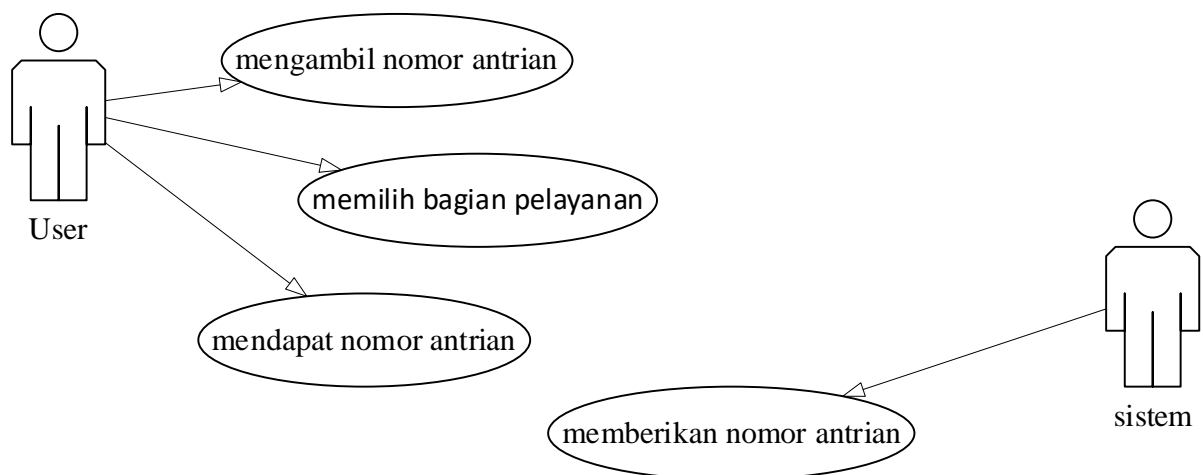 mengambil nomor antrian
memilih bagian pelayanan
User
mendapat nomor antrian
sistem
memberikan nomor antrian